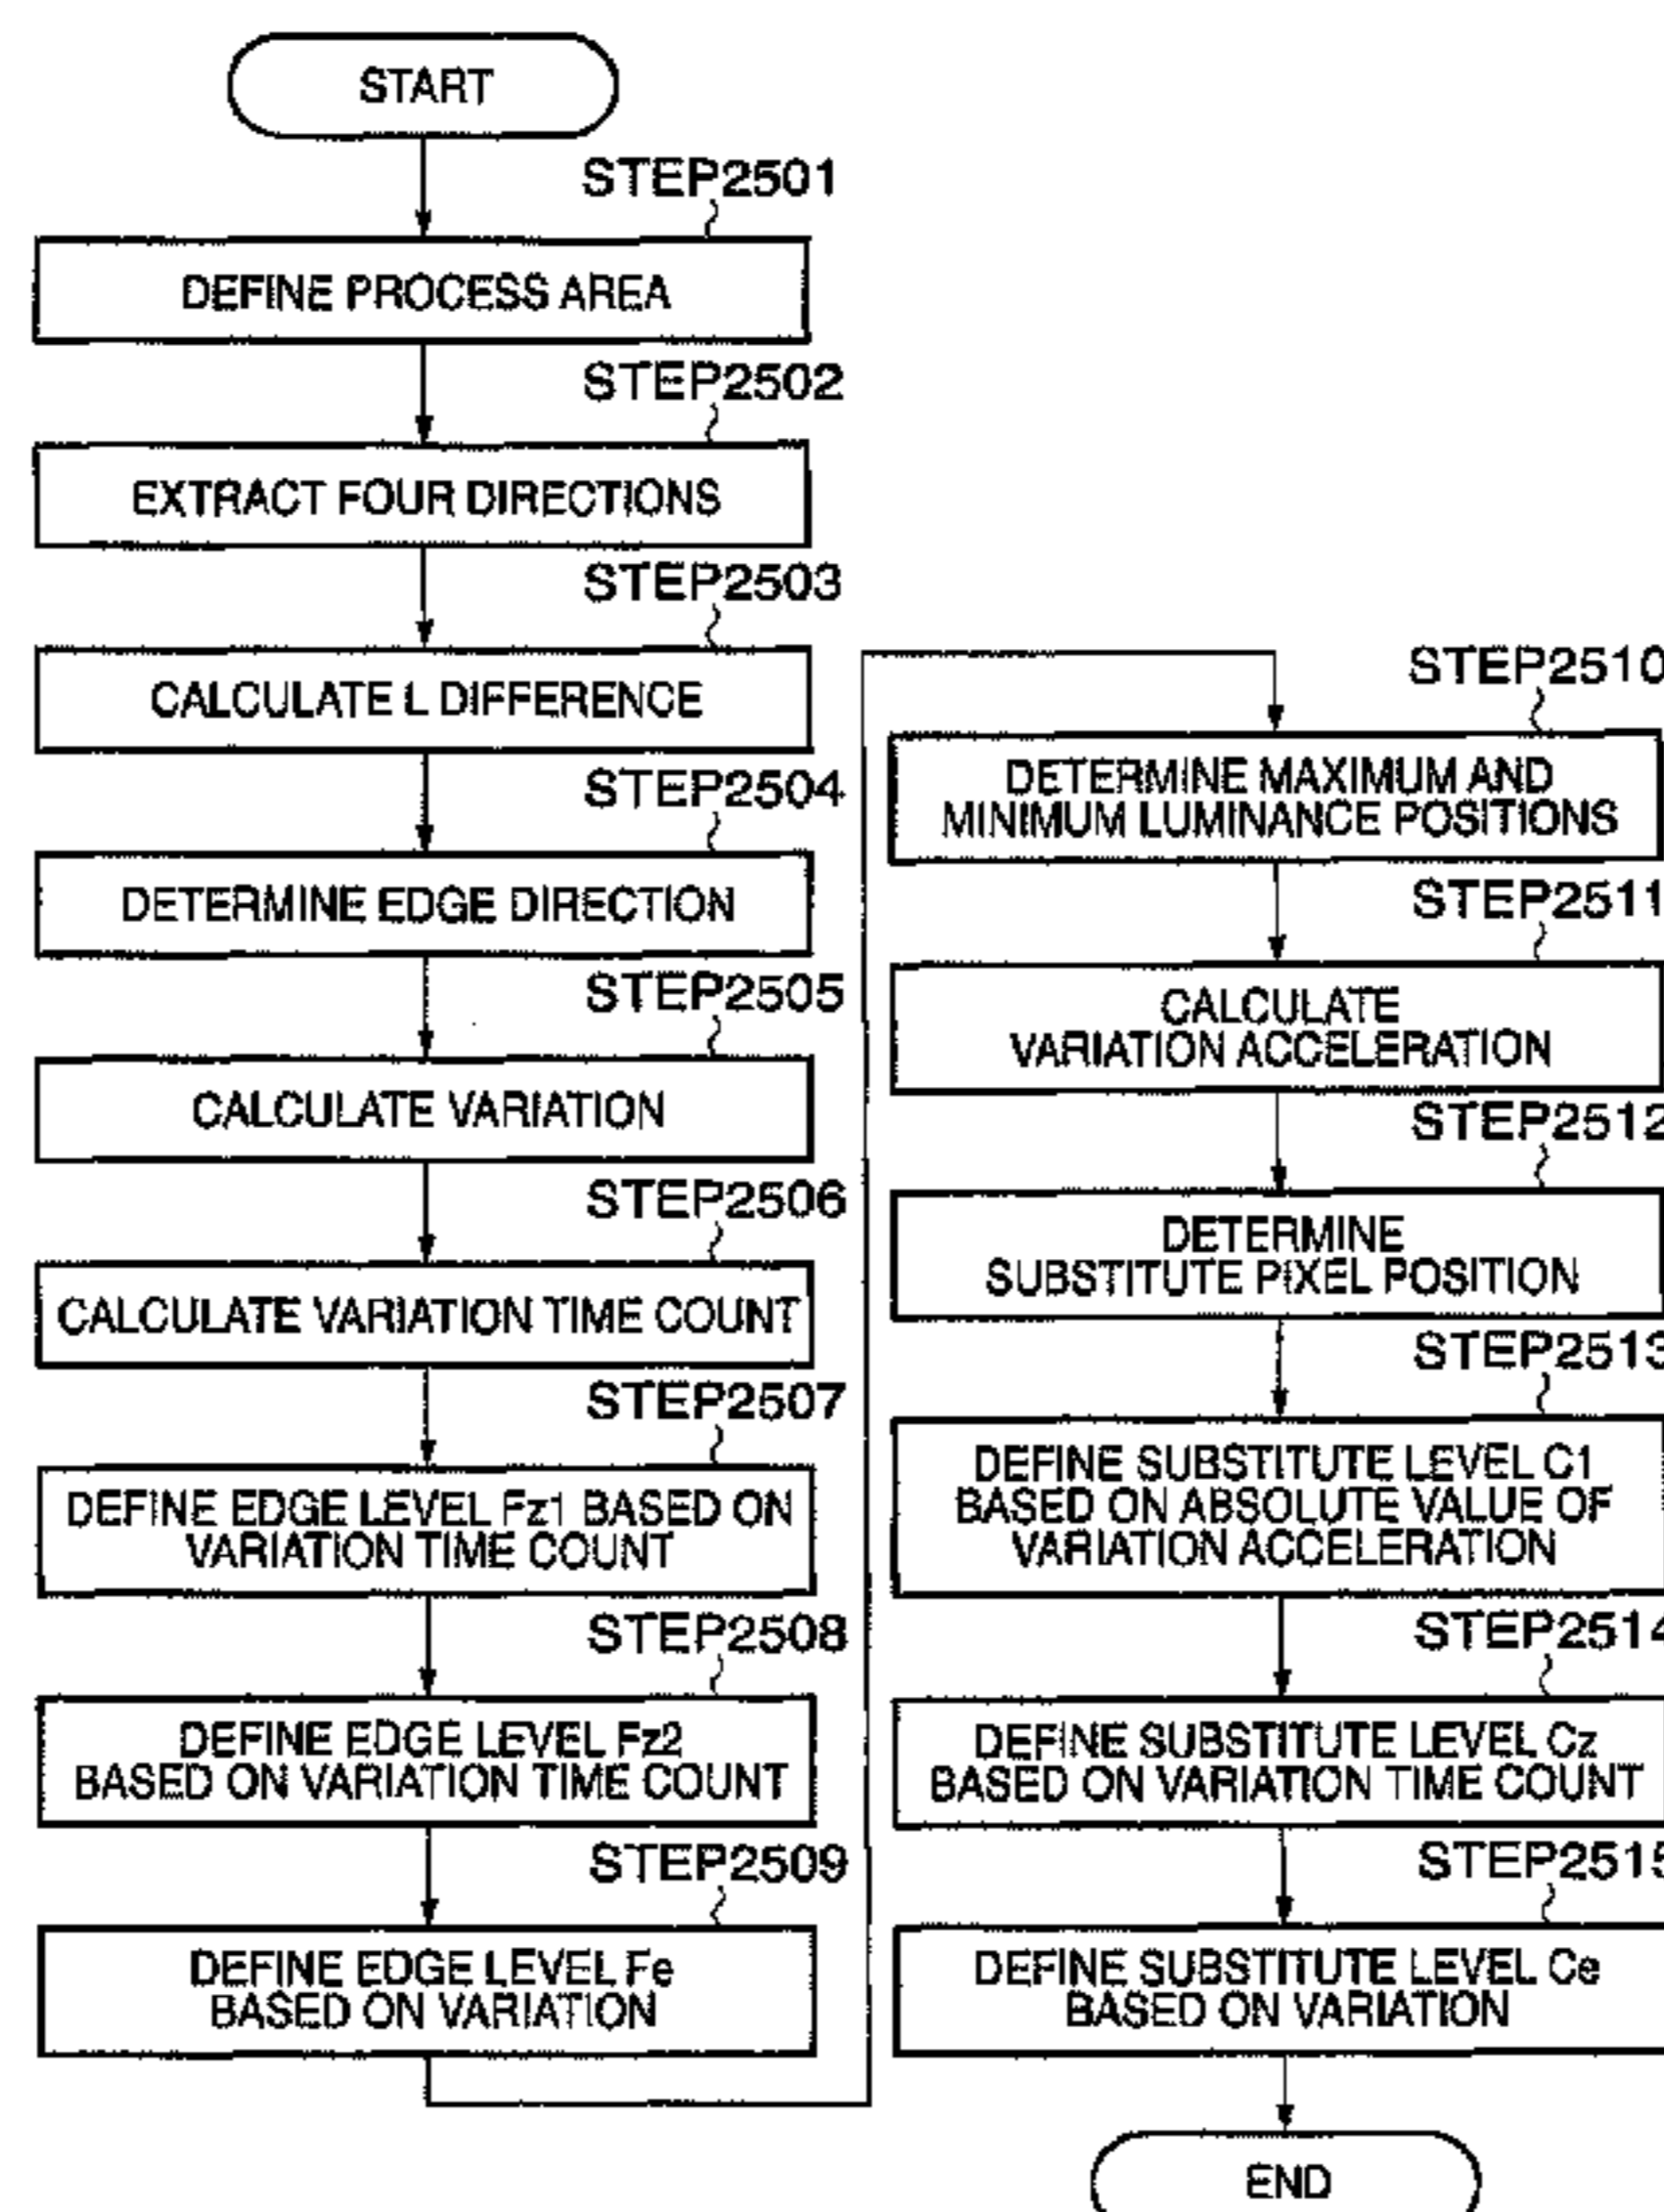 START
STEP2501
DEFINE PROCESS AREA
STEP2502
EXTRACT FOUR DIRECTIONS
STEP2503
CALCULATE L DIFFERENCE
STEP2504
DETERMINE EDGE DIRECTION
STEP2505
CALCULATE VARIATION
STEP2506
CALCULATE VARIATION TIME COUNT
STEP2507
DEFINE EDGE LEVEL Fz1 BASED ON
VARIATION TIME COUNT
STEP2508
DEFINE EDGE LEVEL Fz2
BASED ON VARIATION TIME COUNT
STEP2509
DEFINE EDGE LEVEL Fe
BASED ON VARIATION
STEP2510
DETERMINE MAXIMUM AND
MINIMUM LUMINANCE POSITIONS
STEP2511
CALCULATE
VARIATION ACCELERATION
STEP2512
DETERMINE
SUBSTITUTE PIXEL POSITION
STEP2513
DEFINE SUBSTITUTE LEVEL C1
BASED ON ABSOLUTE VALUE OF
VARIATION ACCELERATION
STEP2514
DEFINE SUBSTITUTE LEVEL Cz
BASED ON VARIATION TIME COUNT
STEP2515
DEFINE SUBSTITUTE LEVEL Ce
BASED ON VARIATION
END